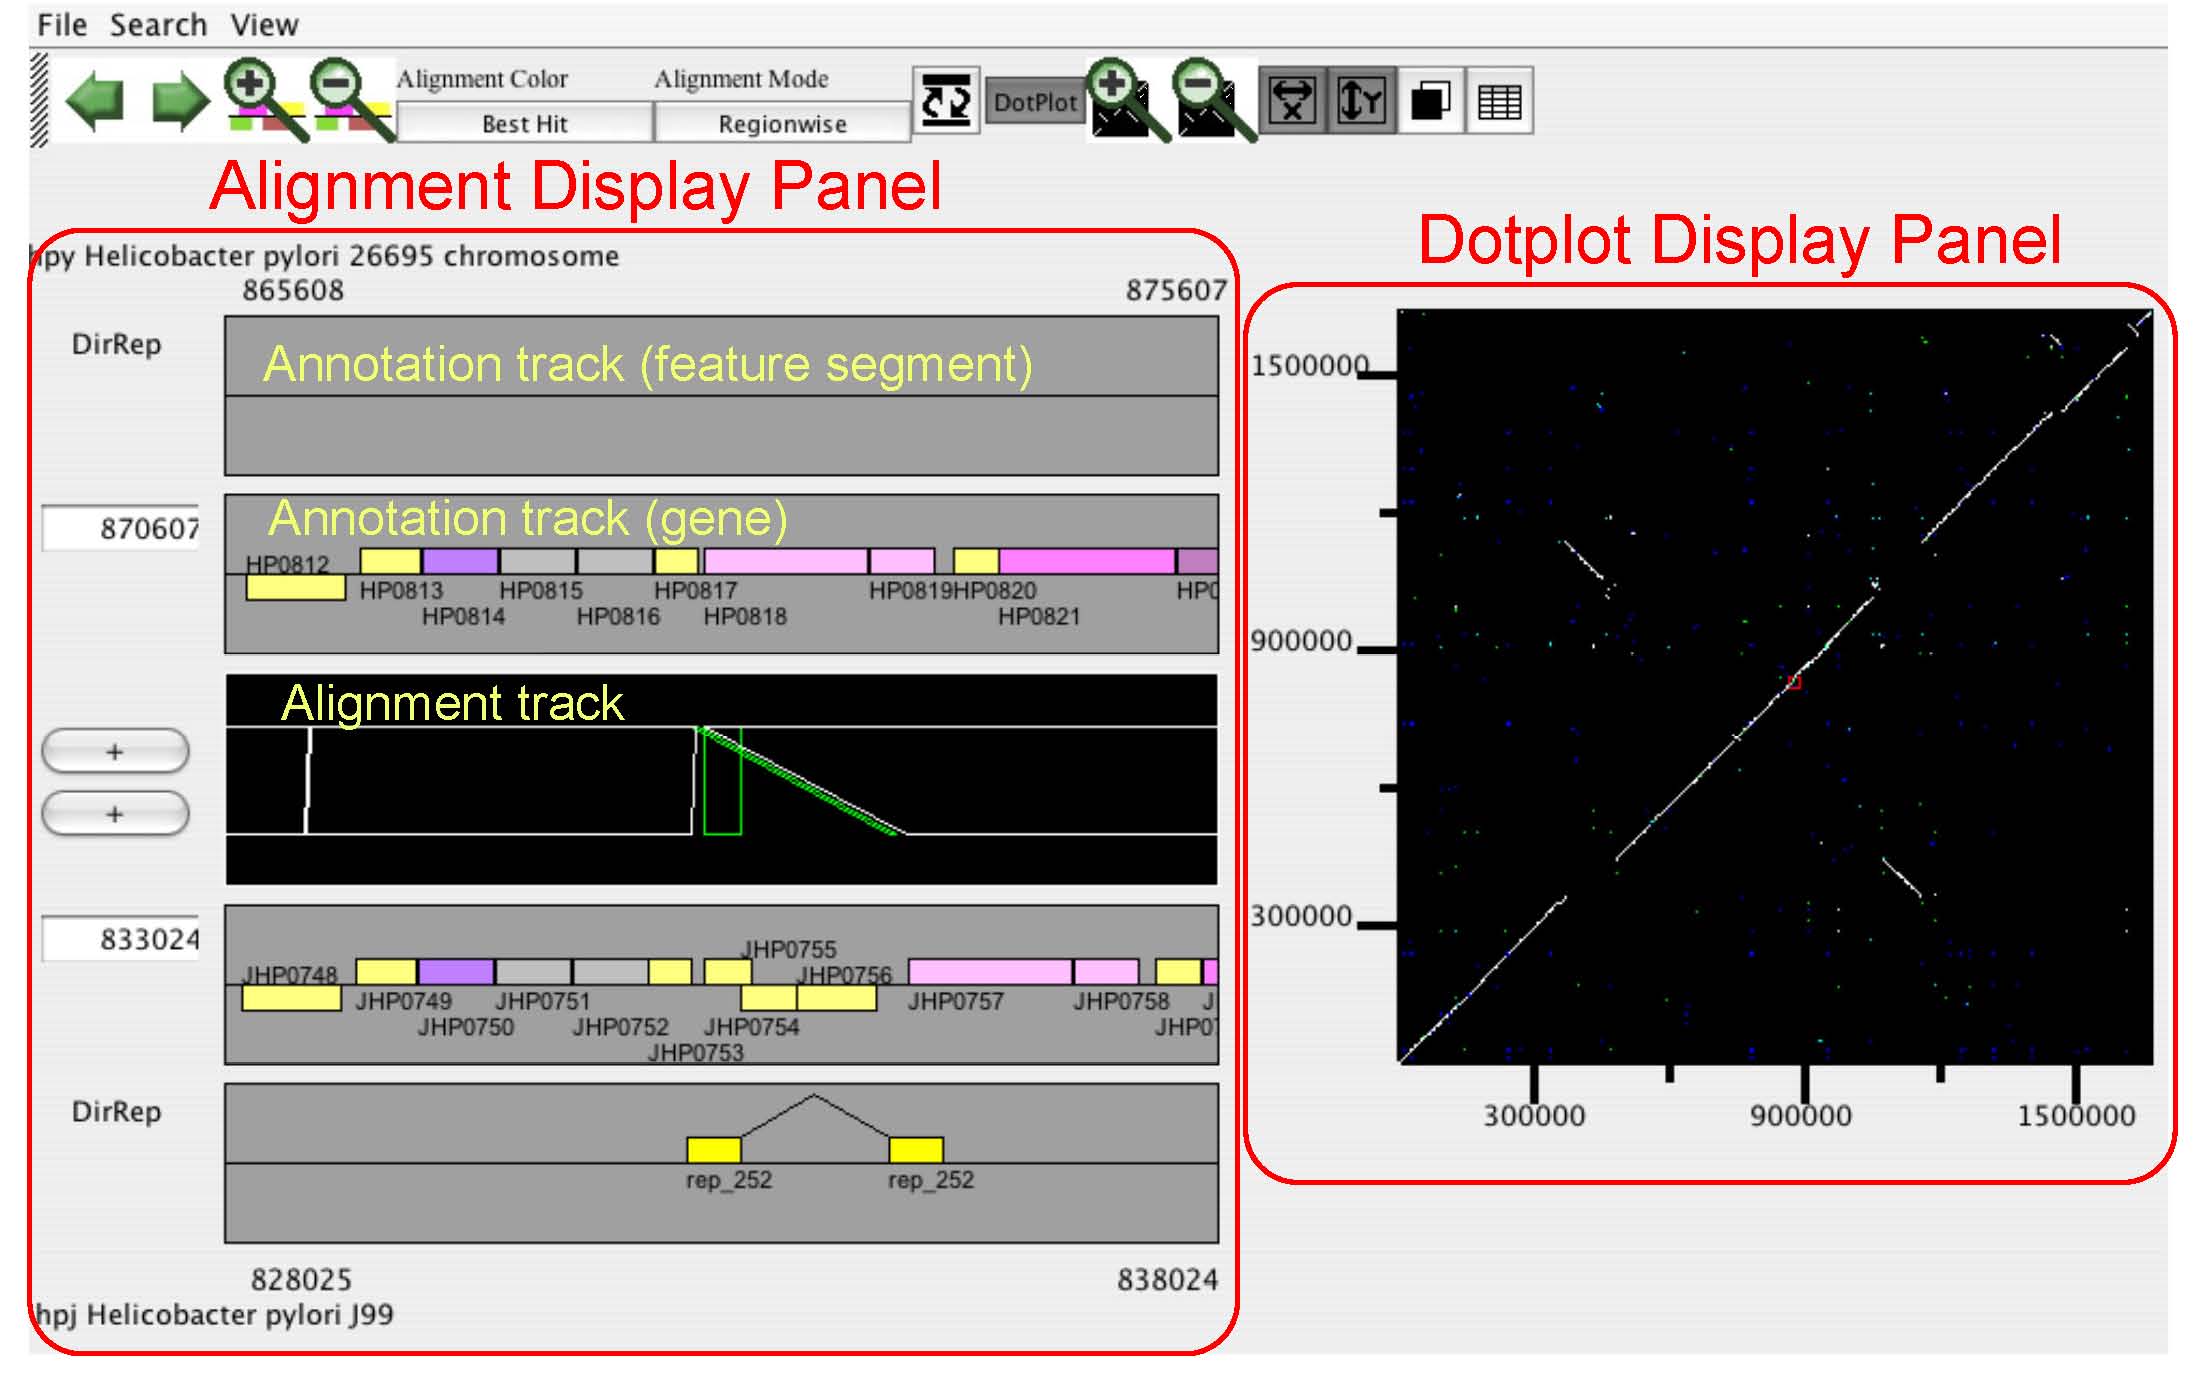 File Search View
Alignment Color Alignment Mode
Best Hit Regionwise DotPlot X Y
Alignment Display Panel
Dotplot Display Panel
hpy Helicobacter pylori 26695 chromosome
865608 875607
DirRep
Annotation track (feature segment)
870607
Annotation track (gene)
HP0812
HP0813 HP0815 HP0817 HP0819 HP0820 HP0
HP0814 HP0816 HP0818 HP0821
Alignment track
+
+
833024
JHP0755
JHP0748 JHP0756
JHP0749 JHP0751 JHP0757 JHP0758 J
JHP0750 JHP0752 JHP0754 JHP07
JHP0753
DirRep
rep_252 rep_252
828025 838024
hpj Helicobacter pylori J99
1500000
900000
300000
300000 900000 1500000